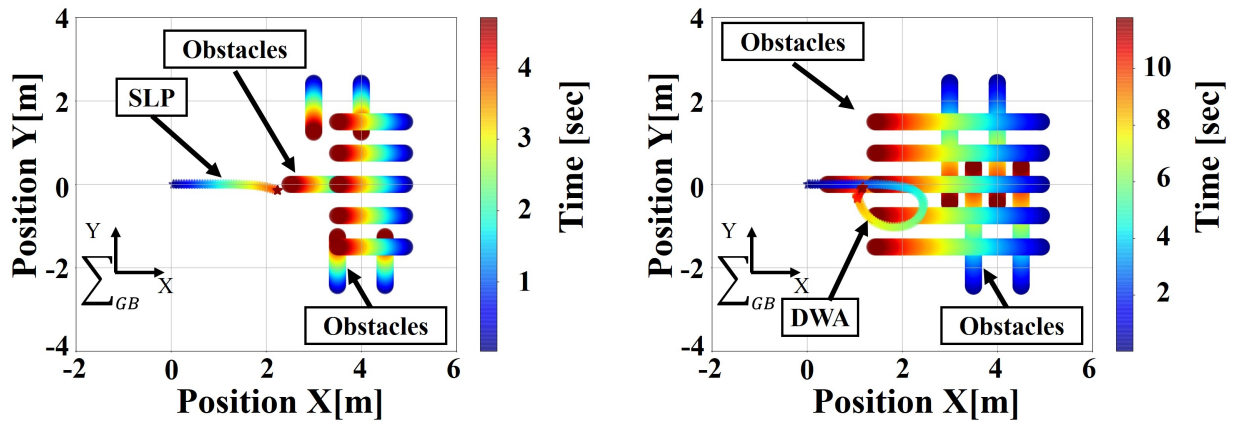 4
2
0
-2
-4
-2
0
2
4
6
Position X[m]
Position Y[m]
Obstacles
SLP
Obstacles
Y
X
∑GB
4
3
2
1
Time [sec]
4
2
0
-2
-4
-2
0
2
4
6
Position X[m]
Position Y[m]
Obstacles
DWA
Obstacles
Y
X
∑GB
10
8
6
4
2
Time [sec]